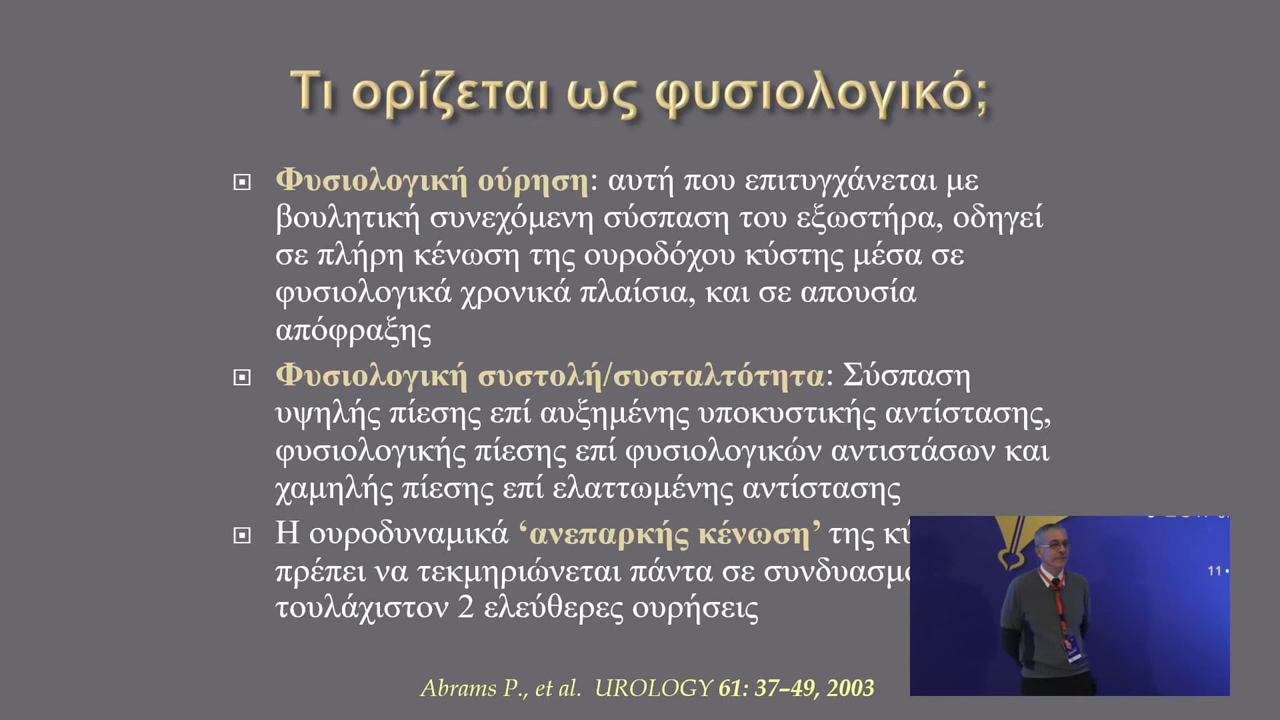 Τι ορίζεται ως φυσιολογικό;
Φυσιολογική ούρηση: αυτή που επιτυγχάνεται με
βουλητική συνεχόμενη σύσπαση του εξωστήρα, οδηγεί
σε πλήρη κένωση της ουροδόχου κύστης μέσα σε
φυσιολογικά χρονικά πλαίσια, και σε απουσία
απόφραξης
Φυσιολογική συστολή/συσταλτότητα: Σύσπαση
υψηλής πίεσης επί αυξημένης υποκυστικής αντίστασης,
φυσιολογικής πίεσης επί φυσιολογικών αντιστάσων και
χαμηλής πίεσης επί ελαττωμένης αντίστασης
Η ουροδυναμικά ‘ανεπαρκής κένωση’ της
πρέπει να τεκμηριώνεται πάντα σε
τουλάχιστον 2 ελεύθερες ουρήσεις
Abrams P., et al. UROLOGY 61: 37–49, 2003